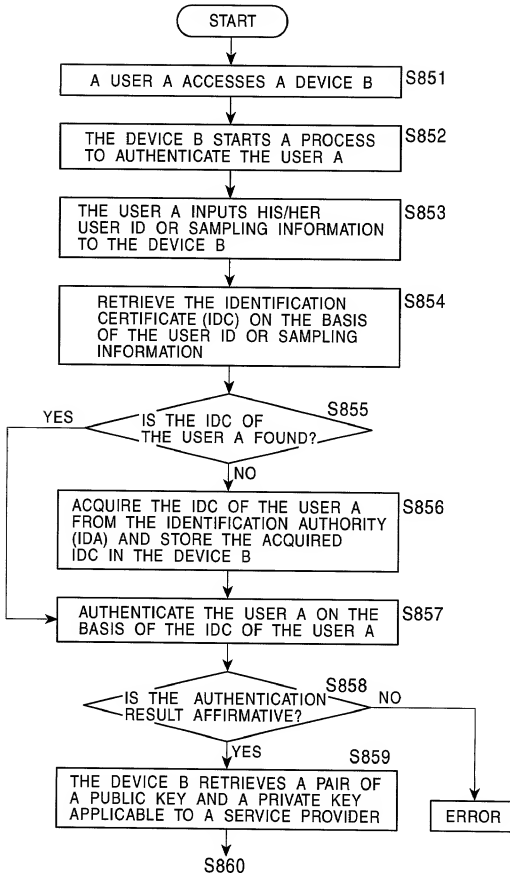 START
A USER A ACCESSES A DEVICE B
S851
THE DEVICE B STARTS A PROCESS
TO AUTHENTICATE THE USER A
S852
THE USER A INPUTS HIS/HER
USER ID OR SAMPLING INFORMATION
TO THE DEVICE B
S853
RETRIEVE THE IDENTIFICATION
CERTIFICATE (IDC) ON THE BASIS
OF THE USER ID OR SAMPLING
INFORMATION
S854
YES
IS THE IDC OF
THE USER A FOUND?
S855
NO
ACQUIRE THE IDC OF THE USER A
FROM THE IDENTIFICATION AUTHORITY
(IDA) AND STORE THE ACQUIRED
IDC IN THE DEVICE B
S856
AUTHENTICATE THE USER A ON THE
BASIS OF THE IDC OF THE USER A
S857
IS THE AUTHENTICATION
RESULT AFFIRMATIVE?
S858
NO
YES
S859
THE DEVICE B RETRIEVES A PAIR OF
A PUBLIC KEY AND A PRIVATE KEY
APPLICABLE TO A SERVICE PROVIDER
ERROR
S860